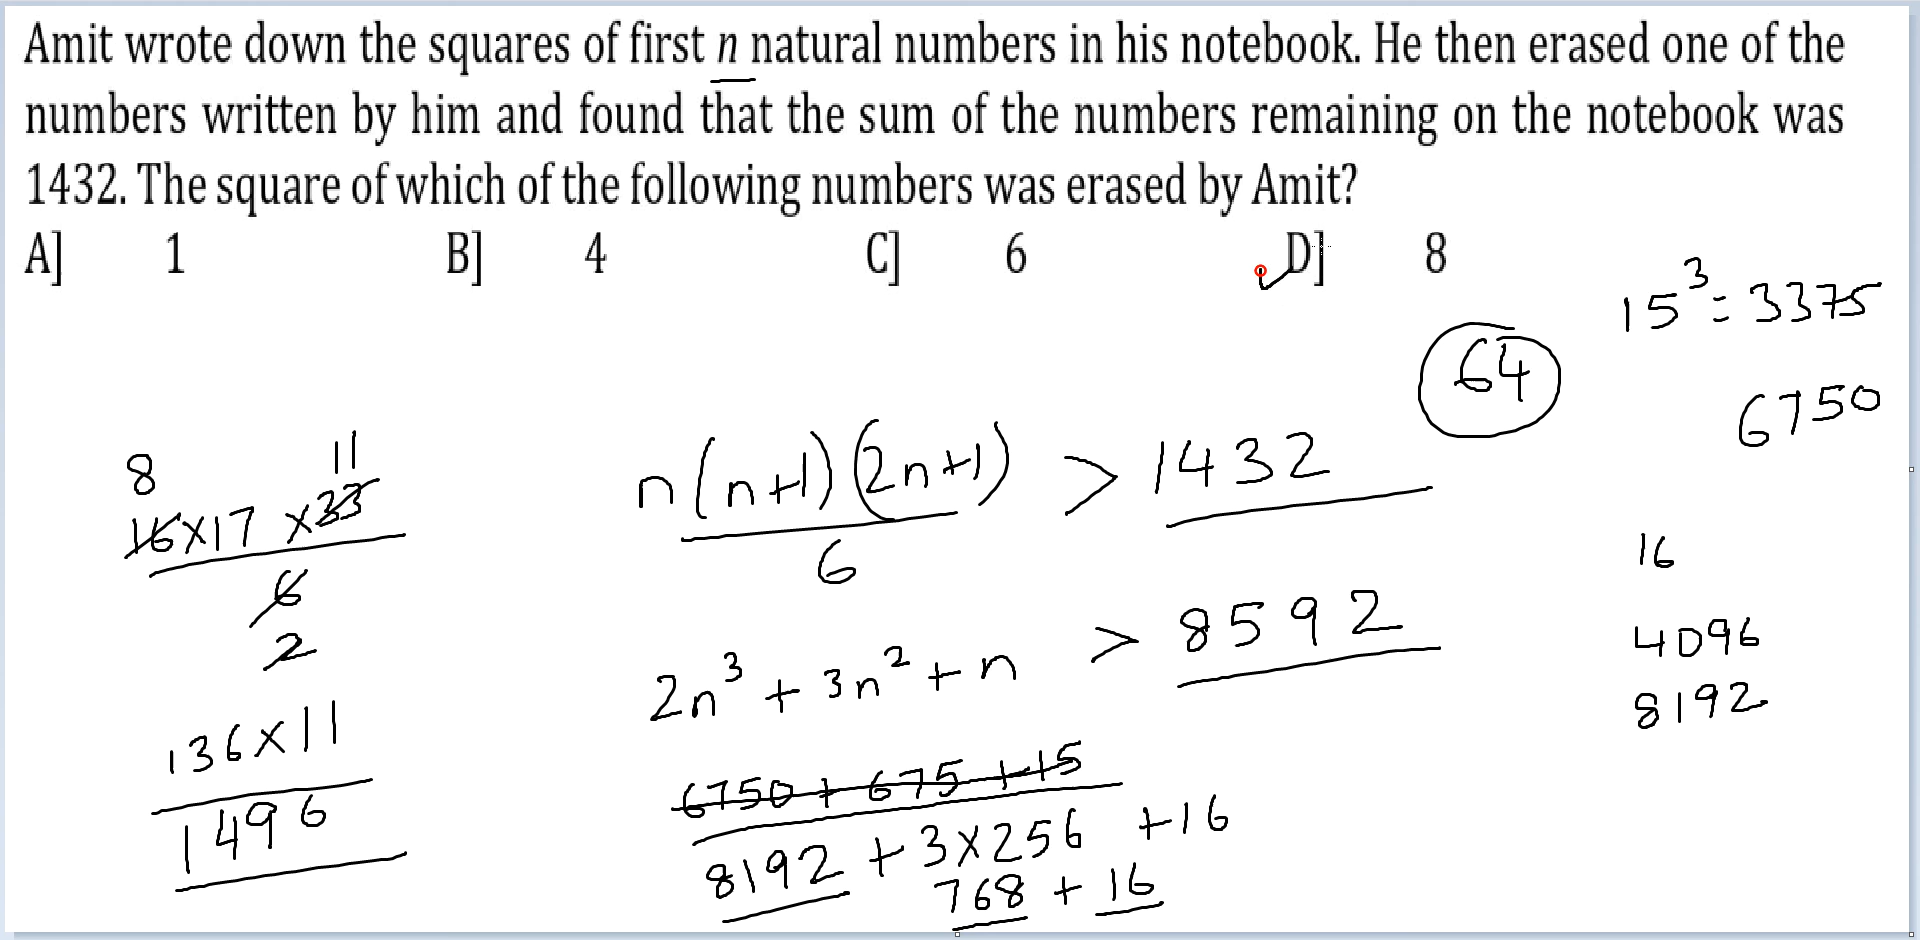 Amit wrote down the squares of first n natural numbers in his notebook. He then erased one of the
numbers written by him and found that the sum of the numbers remaining on the notebook was
1432. The square of which of the following numbers was erased by Amit?
A] 1 B] 4 C] 6 D] 8
15³ = 3375
64
6750
8 11
16×17×33
6
2
136×11
1496
n(n+1)(2n+1) > 1432
6
2n³ + 3n² + n > 8592
6750 + 675 + 15
8192 + 3×256 + 16
768 + 16
16
4096
8192